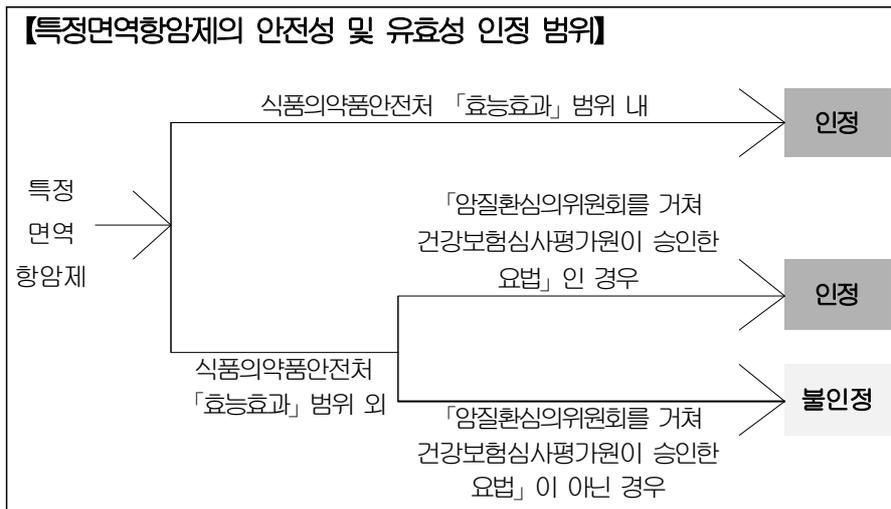 【특정면역항암제의 안전성 및 유효성 인정 범위】
식품의약품안전처 「효능효과」범위 내
인정
특정
면역
항암제
「암질환심의위원회를 거쳐
건강보험심사평가원이 승인한
요법」인 경우
인정
식품의약품안전처
「효능효과」범위 외
불인정
「암질환심의위원회를 거쳐
건강보험심사평가원이 승인한
요법」이 아닌 경우